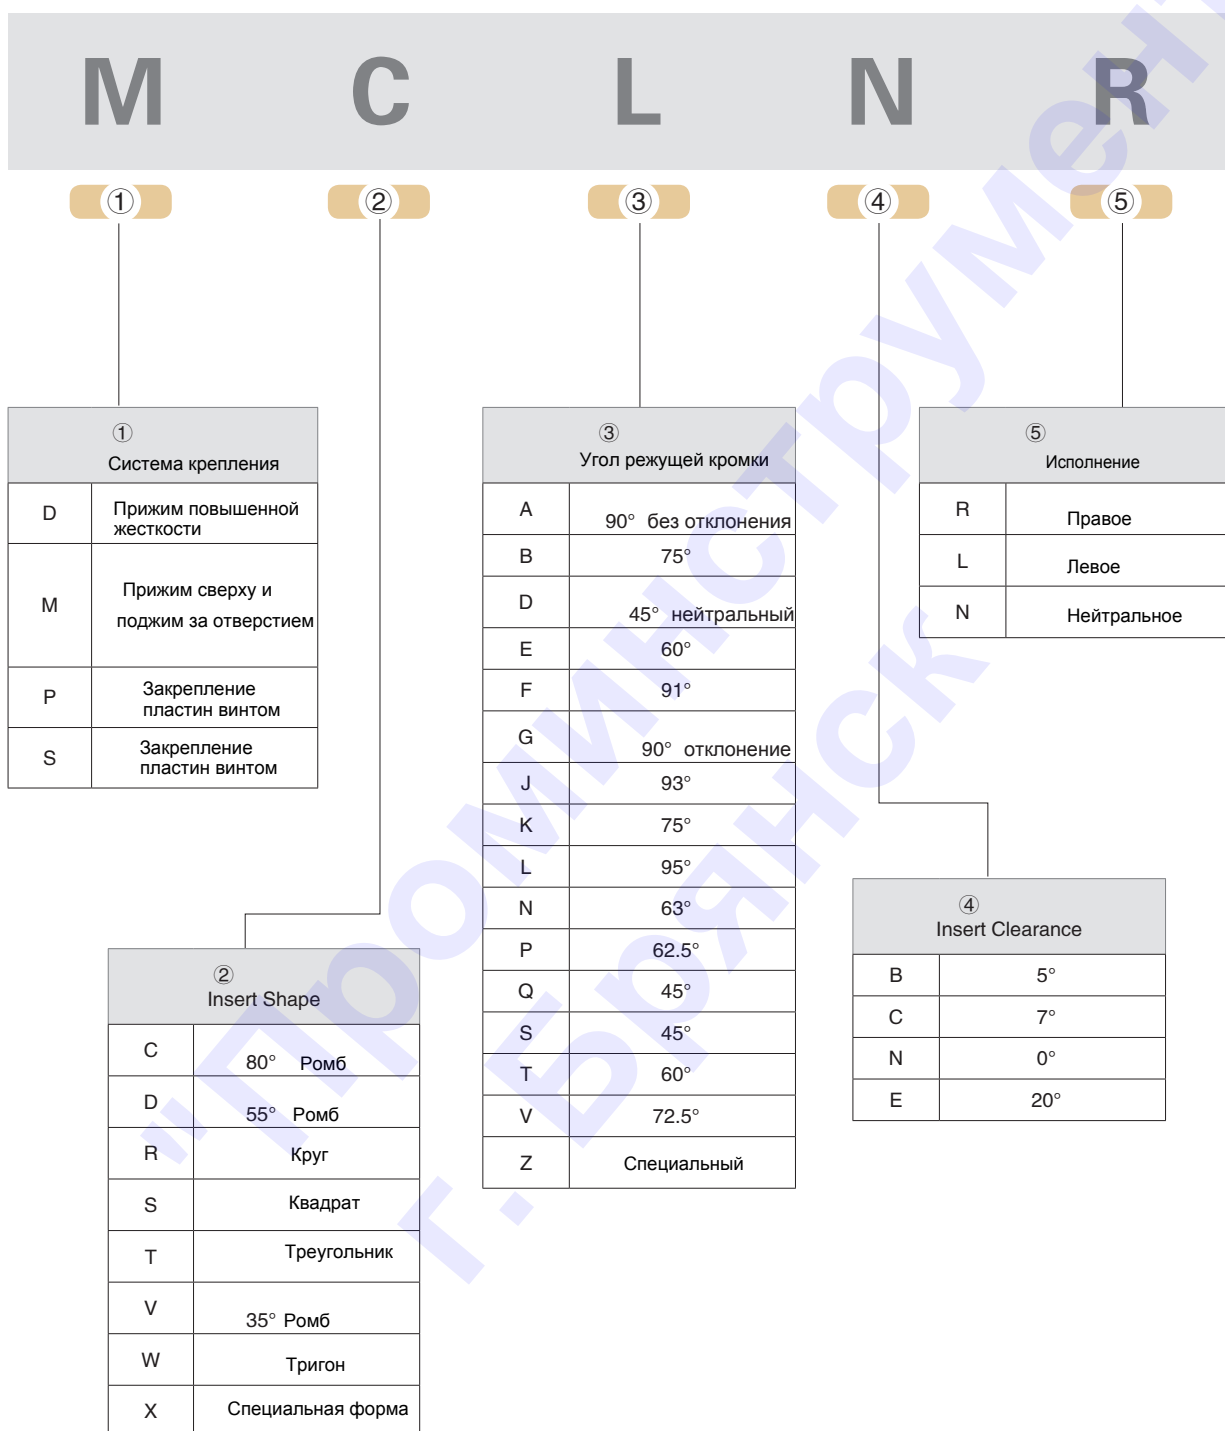 M C L N R
① ② ③ ④ ⑤
①
Система крепления
D Прижим повышенной
жесткости
M Прижим сверху и
поджим за отверстием
P Закрепление
пластин винтом
S Закрепление
пластин винтом
②
Insert Shape
C 80° Ромб
D 55° Ромб
R Круг
S Квадрат
T Треугольник
V 35° Ромб
W Тригон
X Специальная форма
③
Угол режущей кромки
A 90° без отклонения
B 75°
D 45° нейтральный
E 60°
F 91°
G 90° отклонение
J 93°
K 75°
L 95°
N 63°
P 62.5°
Q 45°
S 45°
T 60°
V 72.5°
Z Специальный
④
Insert Clearance
B 5°
C 7°
N 0°
E 20°
⑤
Исполнение
R Правое
L Левое
N Нейтральное
"Проминструмент
г. Брянск